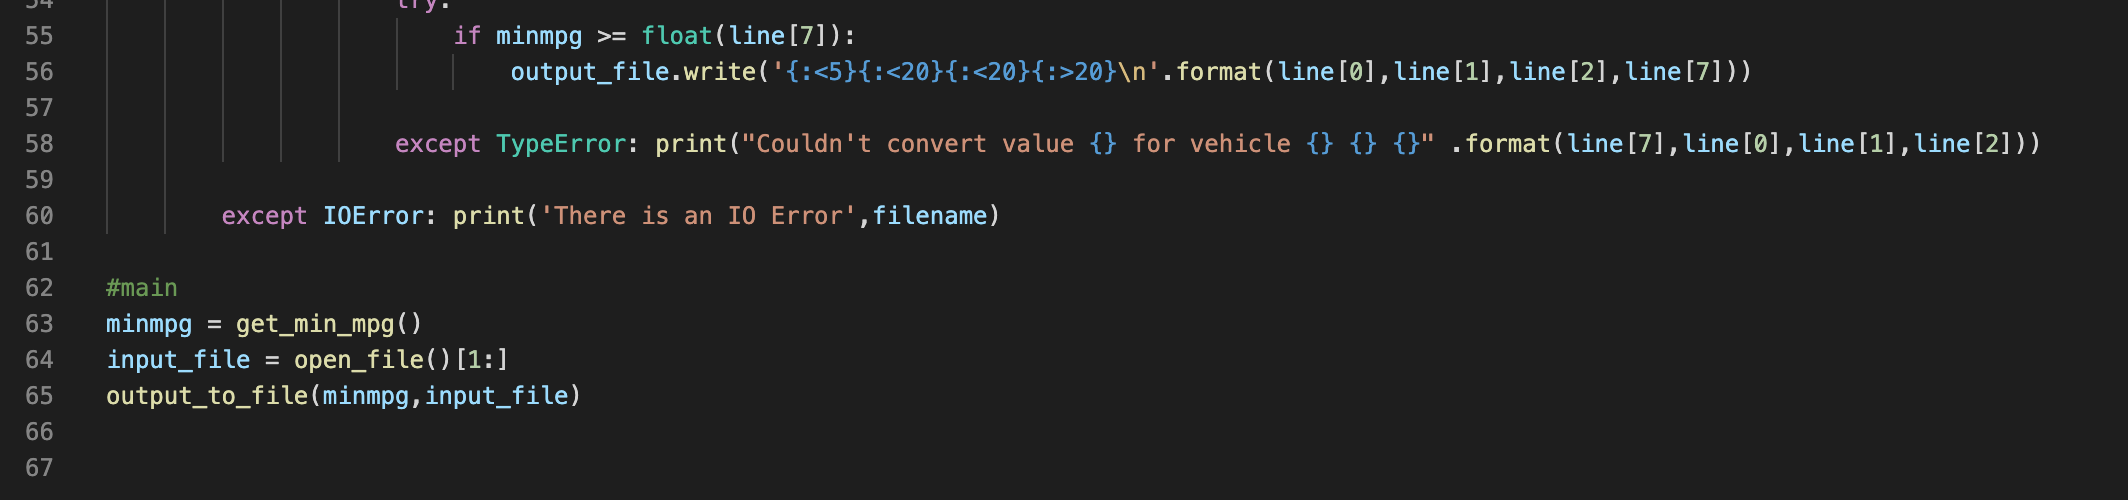 54 try:
55 if minmpg >= float(line[7]):
56 output_file.write('{:<5}{:<20}{:<20}{:>20}\n'.format(line[0],line[1],line[2],line[7]))
57
58 except TypeError: print("Couldn't convert value {} for vehicle {} {} {}" .format(line[7],line[0],line[1],line[2]))
59
60 except IOError: print('There is an IO Error',filename)
61
62 #main
63 minmpg = get_min_mpg()
64 input_file = open_file()[1:]
65 output_to_file(minmpg,input_file)
66
67